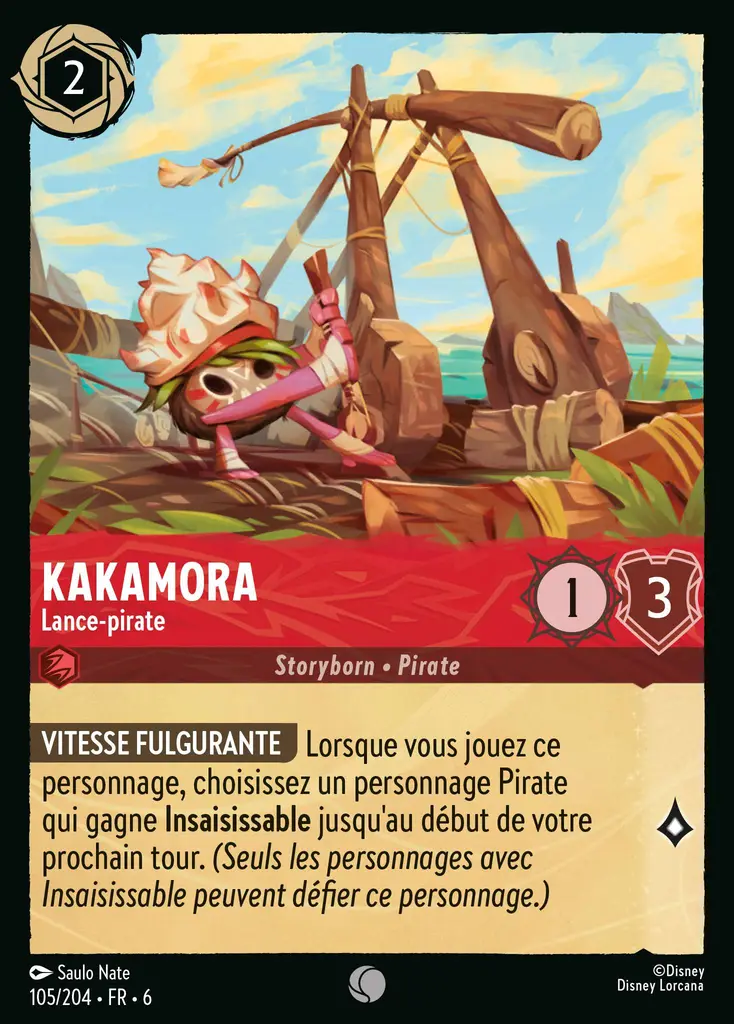 2
KAKAMORA
Lance-pirate
1
3
Storyborn • Pirate
VITESSE FULGURANTE Lorsque vous jouez ce
personnage, choisissez un personnage Pirate
qui gagne Insaisissable jusqu'au début de votre
prochain tour. (Seuls les personnages avec
Insaisissable peuvent défier ce personnage.)
Saulo Nate
105/204 • FR • 6
©Disney
Disney Lorcana